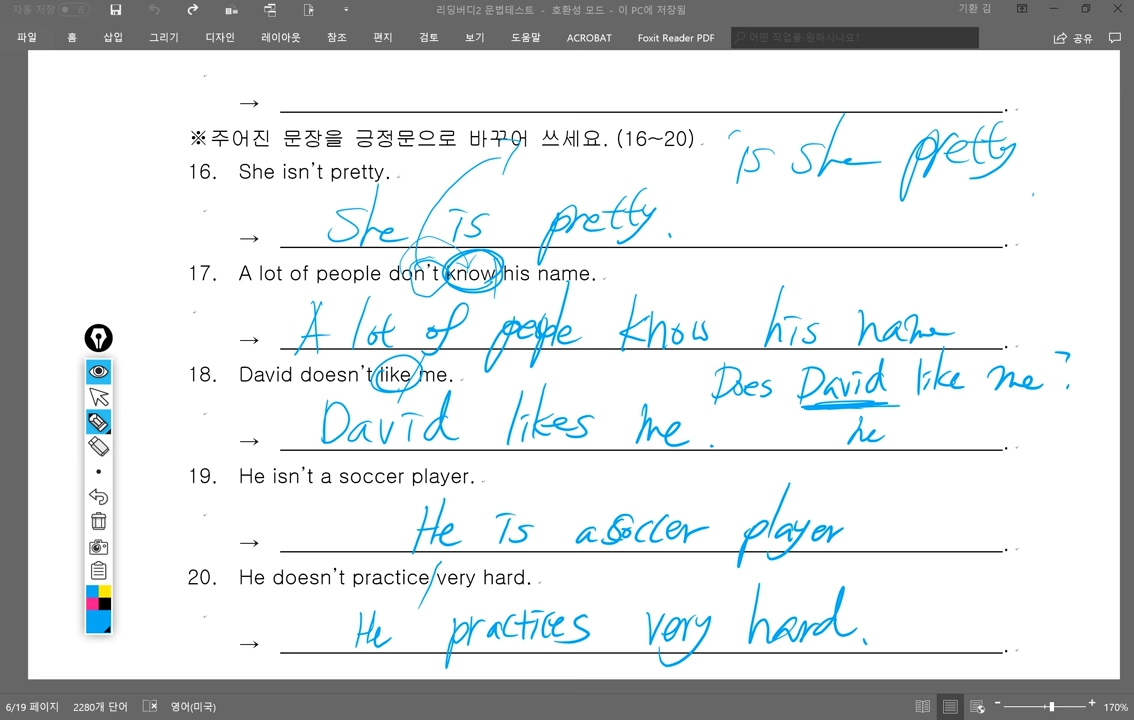 자동 저장 리딩버디2 문법테스트 - 호환성 모드 - 이 PC에 저장됨 기환 김
파일 홈 삽입 그리기 디자인 레이아웃 참조 편지 검토 보기 도움말 ACROBAT Foxit Reader PDF 어떤 작업을 원하시나요? 공유
→ .
※주어진 문장을 긍정문으로 바꾸어 쓰세요. (16~20)
is she pretty
16. She isn't pretty.
→ She is pretty. .
17. A lot of people don't know his name.
→ A lot of people know his name .
18. David doesn't like me.
Does David like me?
he
→ David likes me. .
19. He isn't a soccer player.
→ He is a soccer player .
20. He doesn't practice very hard.
→ He practices very hard. .
6/19 페이지 2280개 단어 영어(미국) 170%